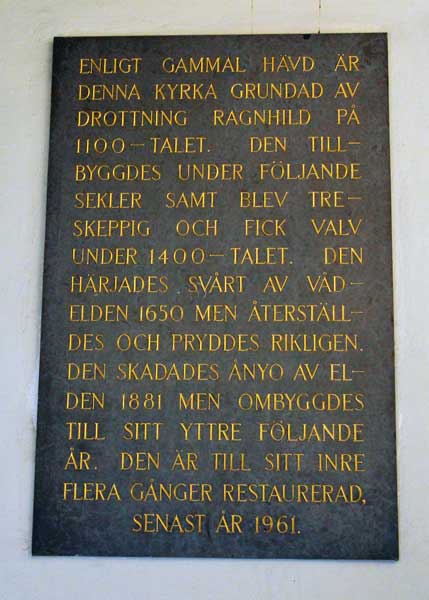 ENLIGT GAMMAL HÄVD ÄR
DENNA KYRKA GRUNDAD AV
DROTTNING RAGNHILD PÅ
1100-TALET. DEN TILL-
BYGGDES UNDER FÖLJANDE
SEKLER SAMT BLEV TRE-
SKEPPIG OCH FICK VALV
UNDER 1400-TALET. DEN
HÄRJADES SVÅRT AV VÅD-
ELDEN 1650 MEN ÅTERSTÄLL-
DES OCH PRYDDES RIKLIGEN.
DEN SKADADES ÅNYO AV EL-
DEN 1881 MEN OMBYGGDES
TILL SITT YTTRE FÖLJANDE
ÅR. DEN ÄR TILL SITT INRE
FLERA GÅNGER RESTAURERAD,
SENAST ÅR 1961.